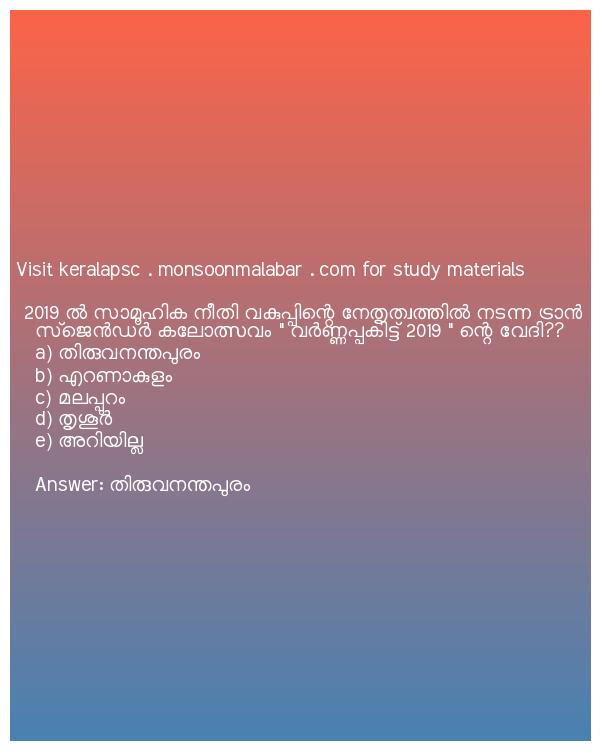 Visit keralapsc . monsoonmalabar . com for study materials
2019 ൽ സാമൂഹിക നീതി വകുപ്പിന്റെ നേതൃത്വത്തിൽ നടന്ന ട്രാൻ
സ്ജെൻഡർ കലോത്സവം " വർണ്ണപ്പകിട്ട് 2019 " ന്റെ വേദി??
a) തിരുവനന്തപുരം
b) എറണാകുളം
c) മലപ്പുറം
d) തൃശൂർ
e) അറിയില്ല
Answer: തിരുവനന്തപുരം